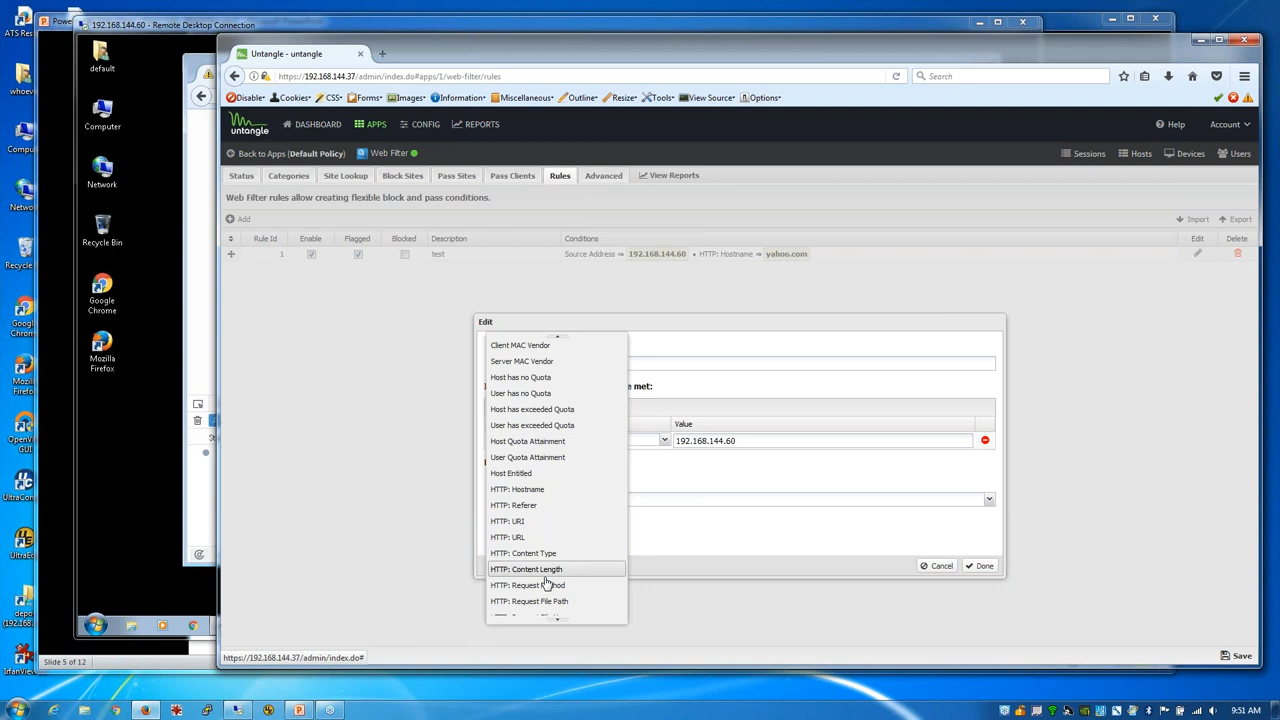 192.168.144.60 - Remote Desktop Connection
Untangle - untangle
https://192.168.144.37/admin/index.do#apps/1/web-filter/rules
Search
Disable▾ Cookies▾ CSS▾ Forms▾ Images▾ Information▾ Miscellaneous▾ Outline▾ Resize▾ Tools▾ View Source▾ Options▾
untangle
DASHBOARD APPS CONFIG REPORTS Help Account
Back to Apps (Default Policy) Web Filter Sessions Hosts Devices Users
Status Categories Site Lookup Block Sites Pass Sites Pass Clients Rules Advanced View Reports
Web Filter rules allow creating flexible block and pass conditions.
Add Import Export
Rule Id Enable Flagged Blocked Description Conditions Edit Delete
1 test Source Address ⇒ 192.168.144.60 • HTTP: Hostname ⇒ yahoo.com
Edit
Client MAC Vendor
Server MAC Vendor
Host has no Quota
User has no Quota
e met:
Host has exceeded Quota
User has exceeded Quota
Value
Host Quota Attainment
192.168.144.60
User Quota Attainment
Host Entitled
HTTP: Hostname
HTTP: Referer
HTTP: URI
HTTP: URL
HTTP: Content Type
HTTP: Content Length
Cancel Done
HTTP: Request Method
HTTP: Request File Path
https://192.168.144.37/admin/index.do#
Save
default
Computer
Network
Recycle Bin
Google
Chrome
Mozilla
Firefox
ATS Res
whoev
Slide 5 of 12
9:51 AM